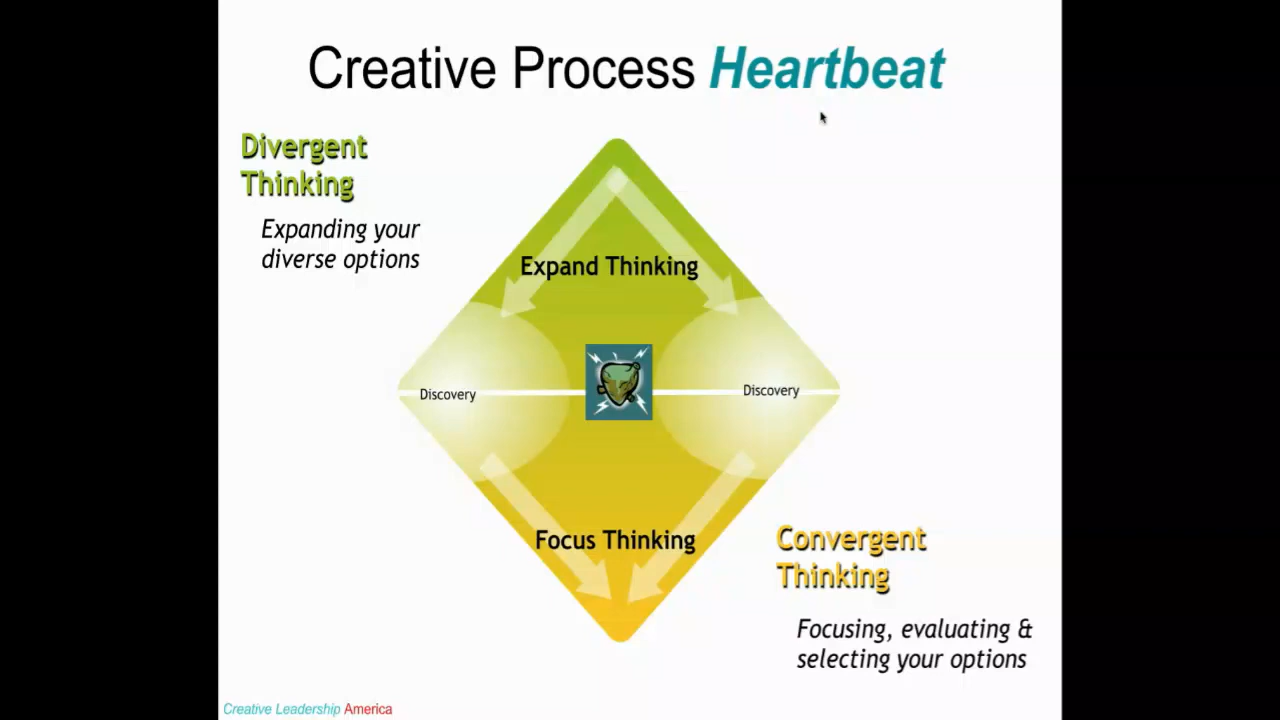 Creative Process Heartbeat
Divergent
Thinking
Expanding your
diverse options
Expand Thinking
Discovery
Discovery
Focus Thinking
Convergent
Thinking
Focusing, evaluating &
selecting your options
Creative Leadership America